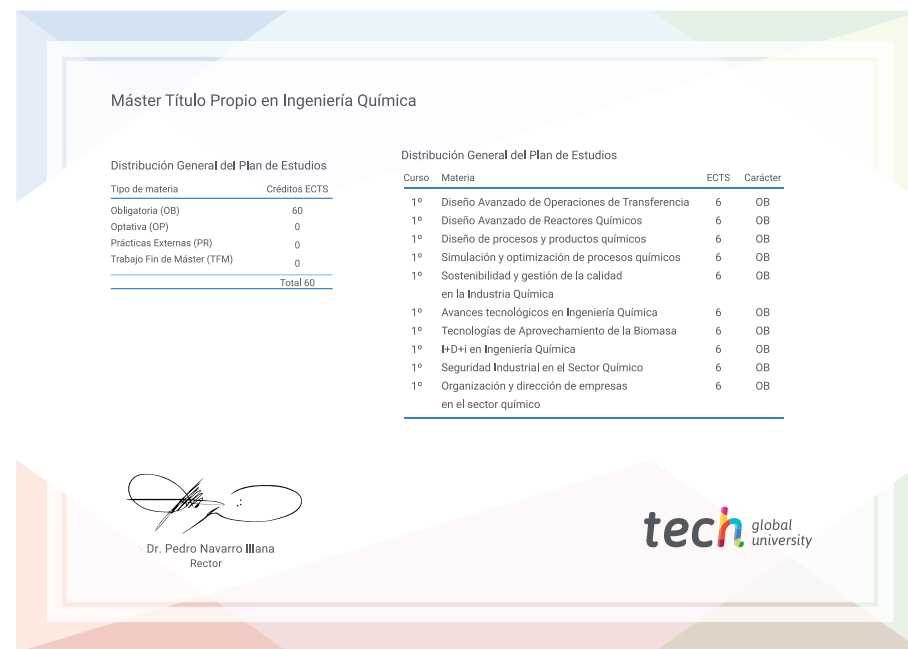 Máster Título Propio en Ingeniería Química
Distribución General del Plan de Estudios
Tipo de materia Créditos ECTS
Obligatoria (OB) 60
Optativa (OP) 0
Prácticas Externas (PR) 0
Trabajo Fin de Máster (TFM) 0
Total 60
Distribución General del Plan de Estudios
Curso Materia ECTS Carácter
1º Diseño Avanzado de Operaciones de Transferencia 6 OB
1º Diseño Avanzado de Reactores Químicos 6 OB
1º Diseño de procesos y productos químicos 6 OB
1º Simulación y optimización de procesos químicos 6 OB
1º Sostenibilidad y gestión de la calidad 6 OB
en la Industria Química
1º Avances tecnológicos en Ingeniería Química 6 OB
1º Tecnologías de Aprovechamiento de la Biomasa 6 OB
1º I+D+i en Ingeniería Química 6 OB
1º Seguridad Industrial en el Sector Químico 6 OB
1º Organización y dirección de empresas 6 OB
en el sector químico
Dr. Pedro Navarro Illana
Rector
tech global
university